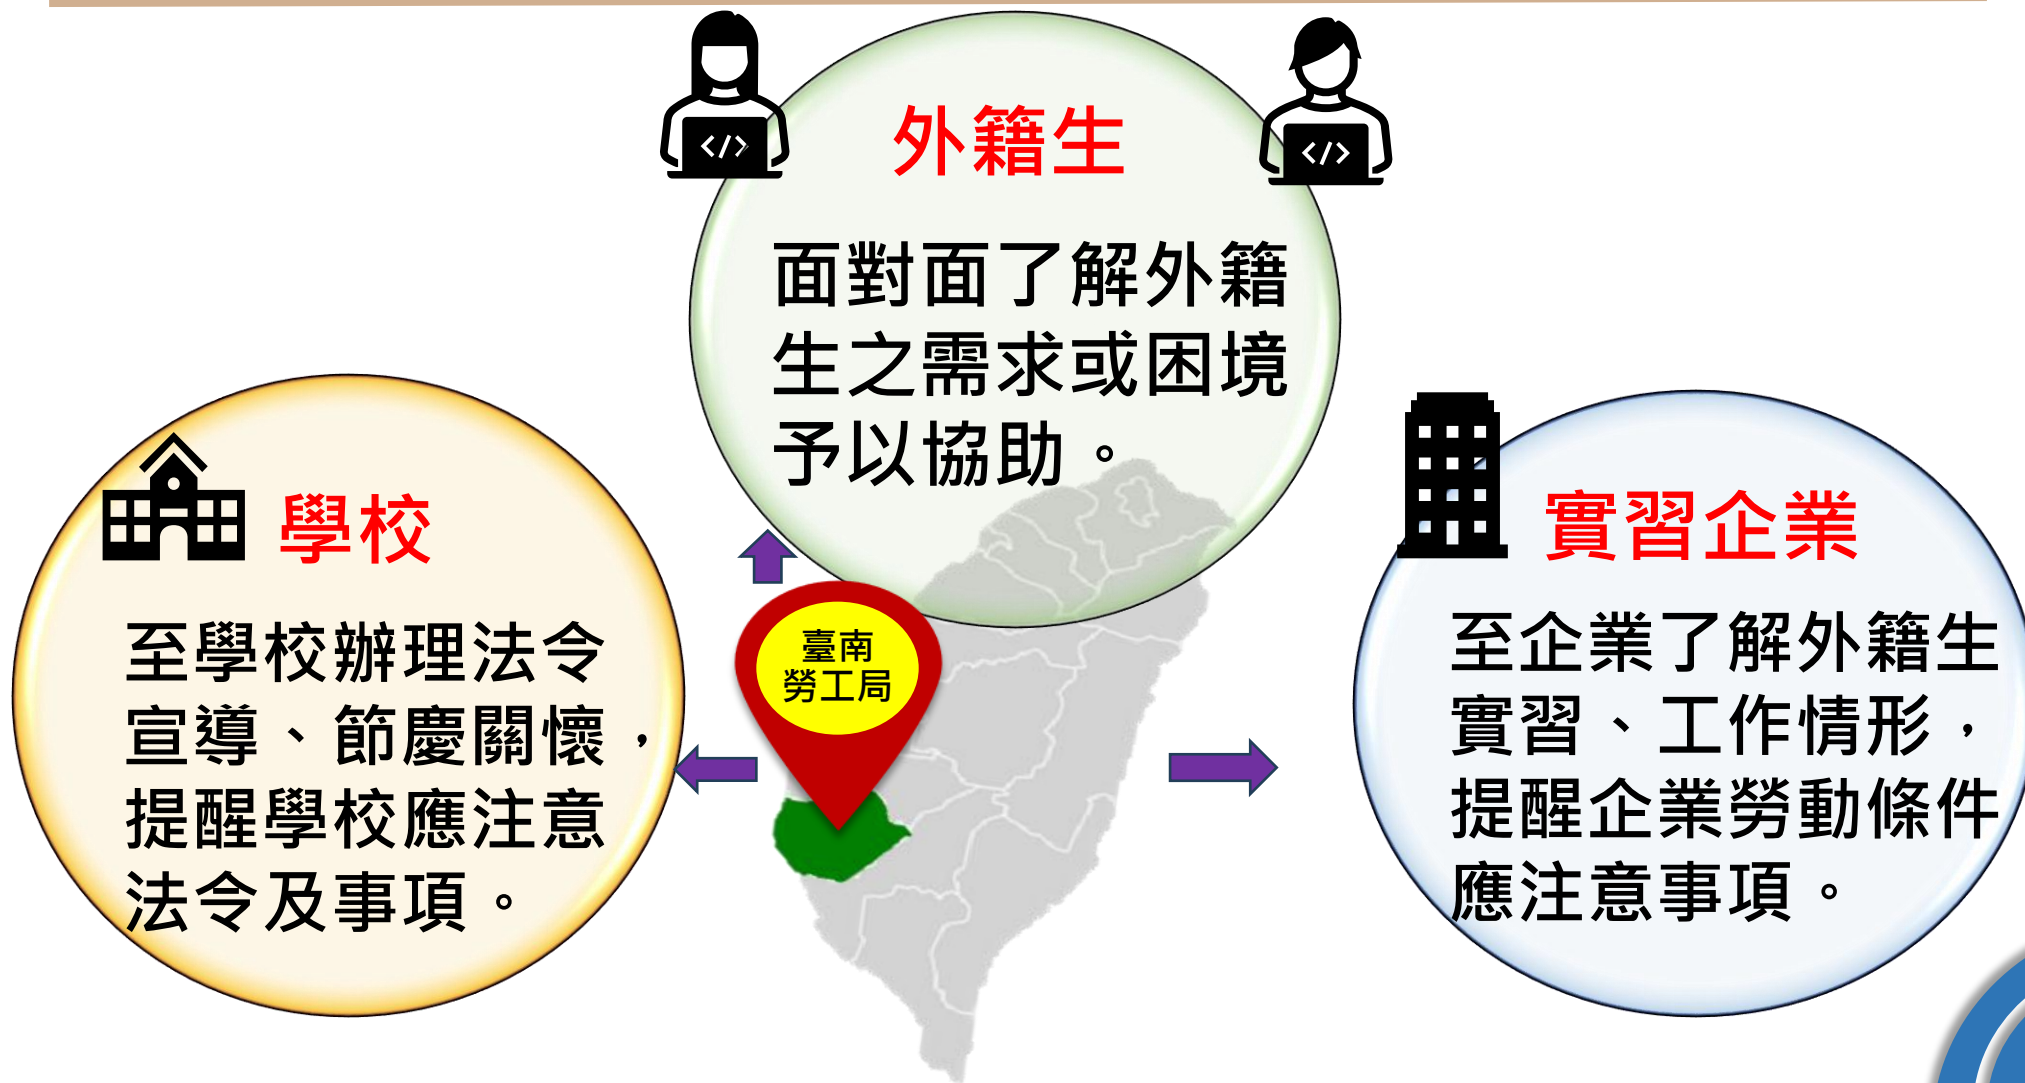 </>
</>
外籍生
面對面了解外籍
生之需求或困境
予以協助。
學校
至學校辦理法令
宣導、節慶關懷，
提醒學校應注意
法令及事項。
臺南
勞工局
實習企業
至企業了解外籍生
實習、工作情形，
提醒企業勞動條件
應注意事項。